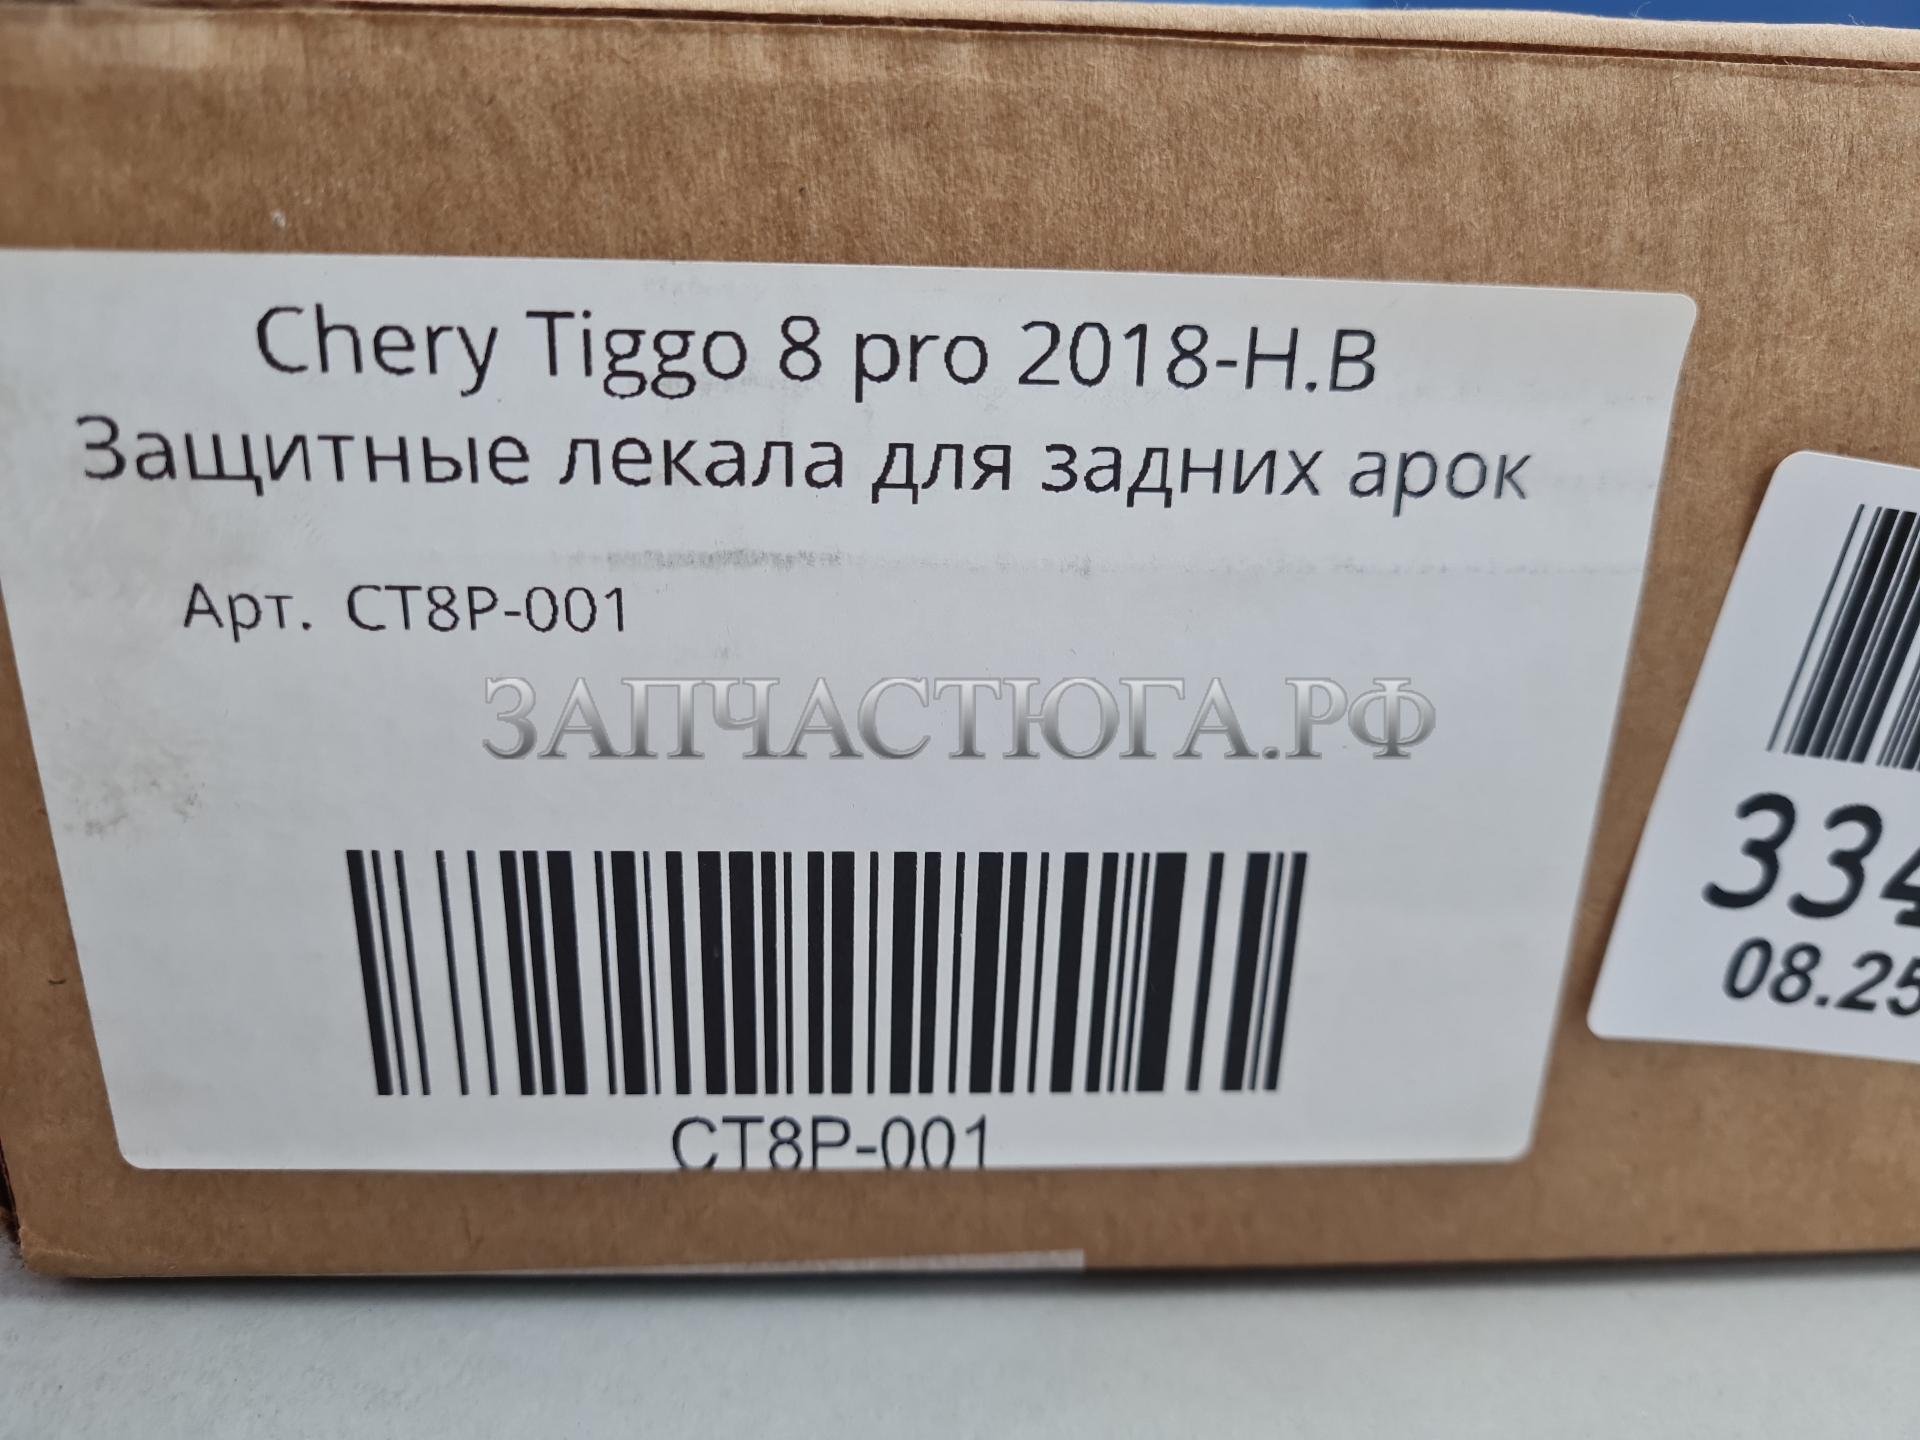 Chery Tiggo 8 pro 2018-Н.В
Защитные лекала для задних арок
Арт. CT8P-001
ЗАПЧАСТЮГА.РФ
CT8P-001
334
08.25